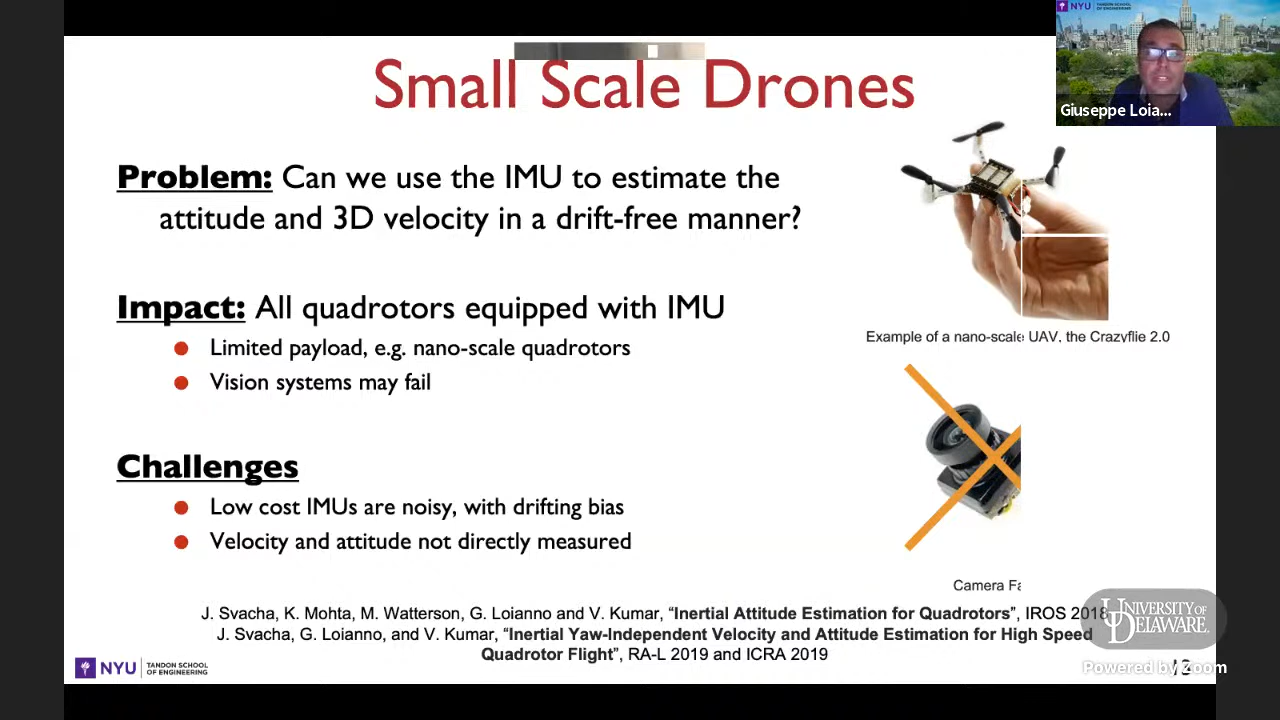 NYU TANDON SCHOOL OF ENGINEERING
Giuseppe Loia...
Small Scale Drones
Problem: Can we use the IMU to estimate the
attitude and 3D velocity in a drift-free manner?
Impact: All quadrotors equipped with IMU
Limited payload, e.g. nano-scale quadrotors
Vision systems may fail
Example of a nano-scale UAV, the Crazyflie 2.0
Challenges
Low cost IMUs are noisy, with drifting bias
Velocity and attitude not directly measured
Camera Fa
J. Svacha, K. Mohta, M. Watterson, G. Loianno and V. Kumar, “Inertial Attitude Estimation for Quadrotors”, IROS 2018
J. Svacha, G. Loianno, and V. Kumar, “Inertial Yaw-Independent Velocity and Attitude Estimation for High Speed
Quadrotor Flight”, RA-L 2019 and ICRA 2019
NYU
TANDON SCHOOL
OF ENGINEERING
UNIVERSITY OF
DELAWARE.
Powered by Zoom